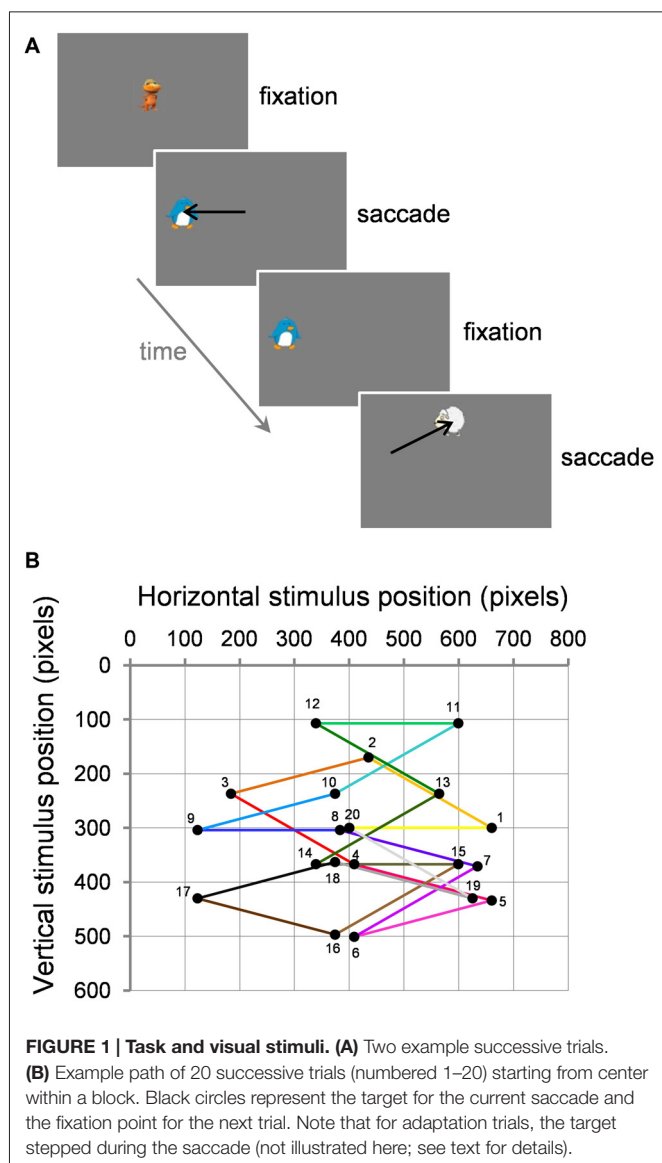 A
fixation
saccade
fixation
time
saccade
B
Horizontal stimulus position (pixels)
0 100 200 300 400 500 600 700 800
Vertical stimulus position (pixels)
0
100
200
300
400
500
600
12 11
2
3 10 13
9 8 20 1
14 4 15 7
18
17 19 5
16 6
FIGURE 1 | Task and visual stimuli. (A) Two example successive trials.
(B) Example path of 20 successive trials (numbered 1–20) starting from center
within a block. Black circles represent the target for the current saccade and
the fixation point for the next trial. Note that for adaptation trials, the target
stepped during the saccade (not illustrated here; see text for details).